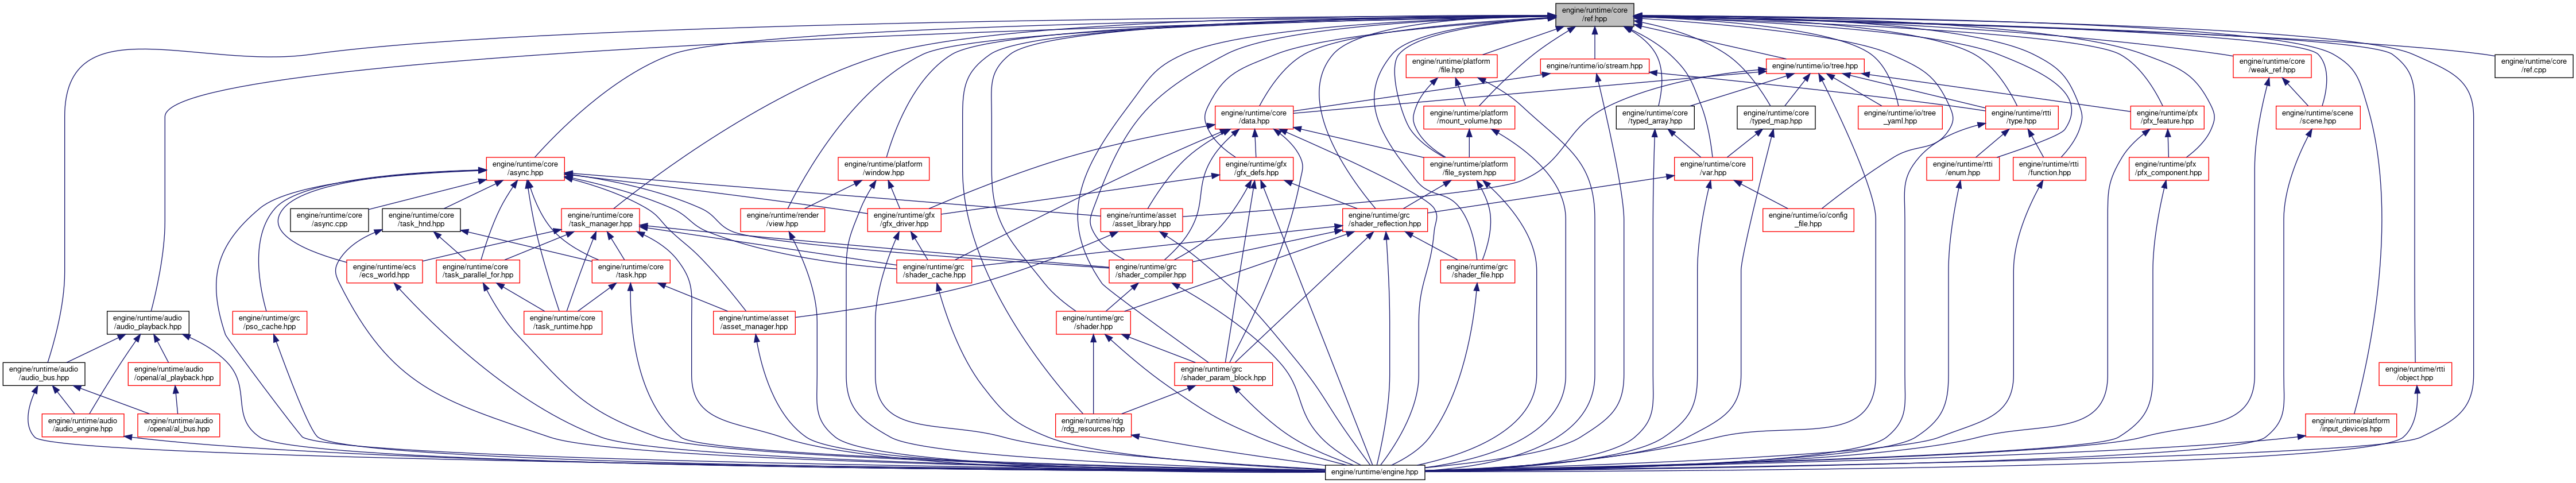 engine/runtime/core
/ref.hpp
engine/runtime/platform
/file.hpp
engine/runtime/io/stream.hpp
engine/runtime/io/tree.hpp
engine/runtime/core
/weak_ref.hpp
engine/runtime/core
/ref.cpp
engine/runtime/core
/data.hpp
engine/runtime/platform
/mount_volume.hpp
engine/runtime/core
/typed_array.hpp
engine/runtime/core
/typed_map.hpp
engine/runtime/io/tree
_yaml.hpp
engine/runtime/rtti
/type.hpp
engine/runtime/pfx
/pfx_feature.hpp
engine/runtime/scene
/scene.hpp
engine/runtime/core
/async.hpp
engine/runtime/platform
/window.hpp
engine/runtime/gfx
/gfx_defs.hpp
engine/runtime/platform
/file_system.hpp
engine/runtime/core
/var.hpp
engine/runtime/rtti
/enum.hpp
engine/runtime/rtti
/function.hpp
engine/runtime/pfx
/pfx_component.hpp
engine/runtime/core
/async.cpp
engine/runtime/core
/task_hnd.hpp
engine/runtime/core
/task_manager.hpp
engine/runtime/render
/view.hpp
engine/runtime/gfx
/gfx_driver.hpp
engine/runtime/asset
/asset_library.hpp
engine/runtime/grc
/shader_reflection.hpp
engine/runtime/io/config
_file.hpp
engine/runtime/ecs
/ecs_world.hpp
engine/runtime/core
/task_parallel_for.hpp
engine/runtime/core
/task.hpp
engine/runtime/grc
/shader_cache.hpp
engine/runtime/grc
/shader_compiler.hpp
engine/runtime/grc
/shader_file.hpp
engine/runtime/audio
/audio_playback.hpp
engine/runtime/grc
/pso_cache.hpp
engine/runtime/core
/task_runtime.hpp
engine/runtime/asset
/asset_manager.hpp
engine/runtime/grc
/shader.hpp
engine/runtime/audio
/audio_bus.hpp
engine/runtime/audio
/openal/al_playback.hpp
engine/runtime/grc
/shader_param_block.hpp
engine/runtime/rtti
/object.hpp
engine/runtime/audio
/audio_engine.hpp
engine/runtime/audio
/openal/al_bus.hpp
engine/runtime/rdg
/rdg_resources.hpp
engine/runtime/platform
/input_devices.hpp
engine/runtime/engine.hpp